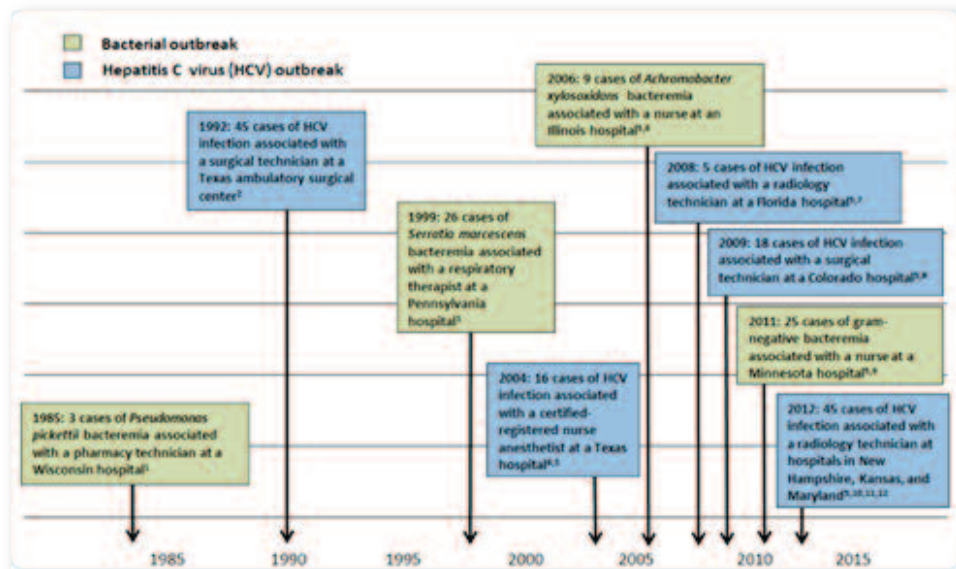 Bacterial outbreak
Hepatitis C virus (HCV) outbreak
1992: 45 cases of HCV
infection associated with
a surgical technician at a
Texas ambulatory surgical
center²
2006: 9 cases of Achromobacter
xylosoxidans bacteremia
associated with a nurse at an
Illinois hospital
2008: 5 cases of HCV infection
associated with a radiology
technician at a Florida hospital
1999: 26 cases of
Serratia marcescens
bacteremia associated
with a respiratory
therapist at a
Pennsylvania
hospital
2009: 18 cases of HCV infection
associated with a surgical
technician at a Colorado hospital
2011: 25 cases of gram-
negative bacteremia
associated with a nurse at a
Minnesota hospital
2004: 16 cases of HCV
infection associated
with a certified-
registered nurse
anesthetist at a Texas
hospital
1985: 3 cases of Pseudomonas
pickettii bacteremia associated
with a pharmacy technician at a
Wisconsin hospital
2012: 45 cases of HCV
infection associated with
a radiology technician at
hospitals in New
Hampshire, Kansas, and
Maryland
1985 1990 1995 2000 2005 2010 2015